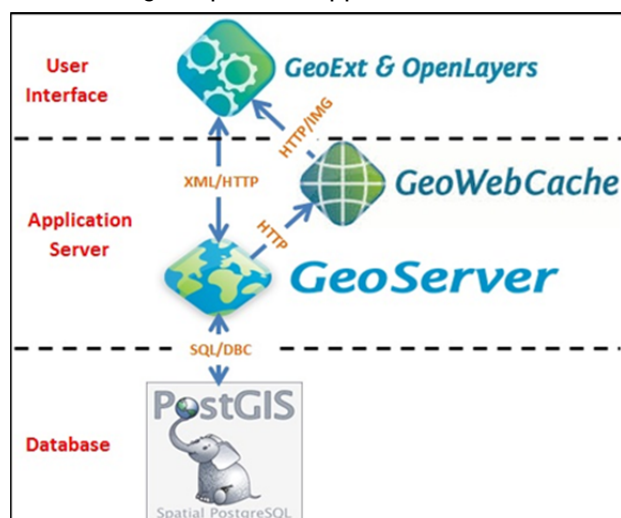 User
Interface
GeoExt & OpenLayers
HTTP/IMG
XML/HTTP
GeoWebCache
Application
Server
HTTP
GeoServer
SQL/DBC
PostGIS
Database
Spatial PostgreSQL